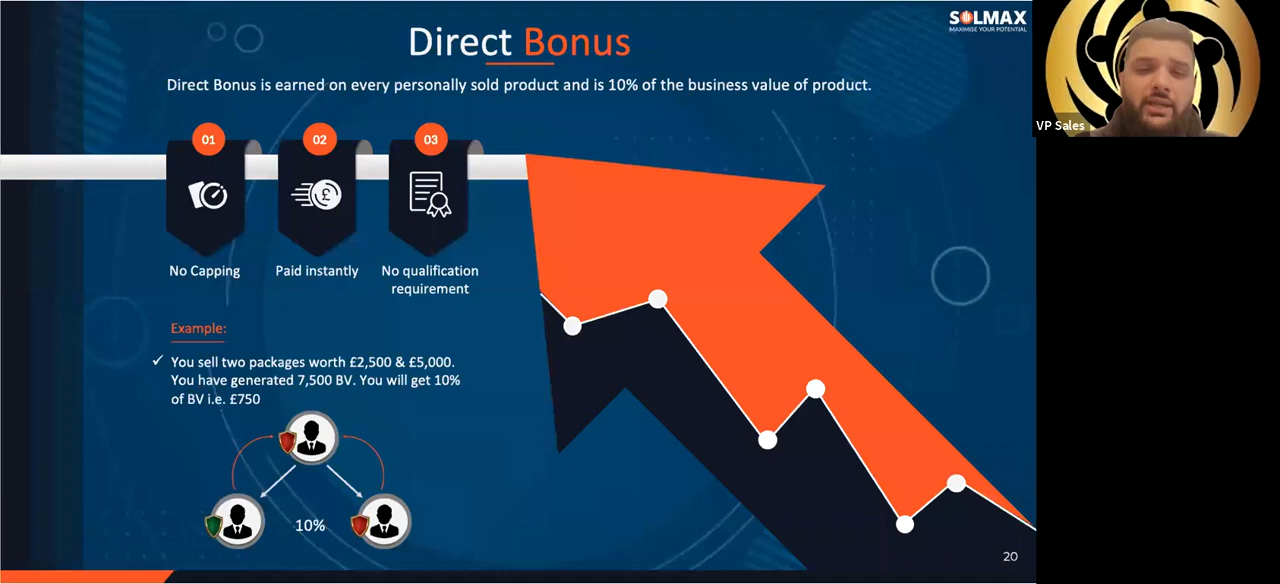 SOLMAX
MAXIMISE YOUR POTENTIAL
Direct Bonus
Direct Bonus is earned on every personally sold product and is 10% of the business value of product.
01
02
03
£
No Capping
Paid instantly
No qualification
requirement
Example:
You sell two packages worth £2,500 & £5,000.
You have generated 7,500 BV. You will get 10%
of BV i.e. £750
10%
20
VP Sales